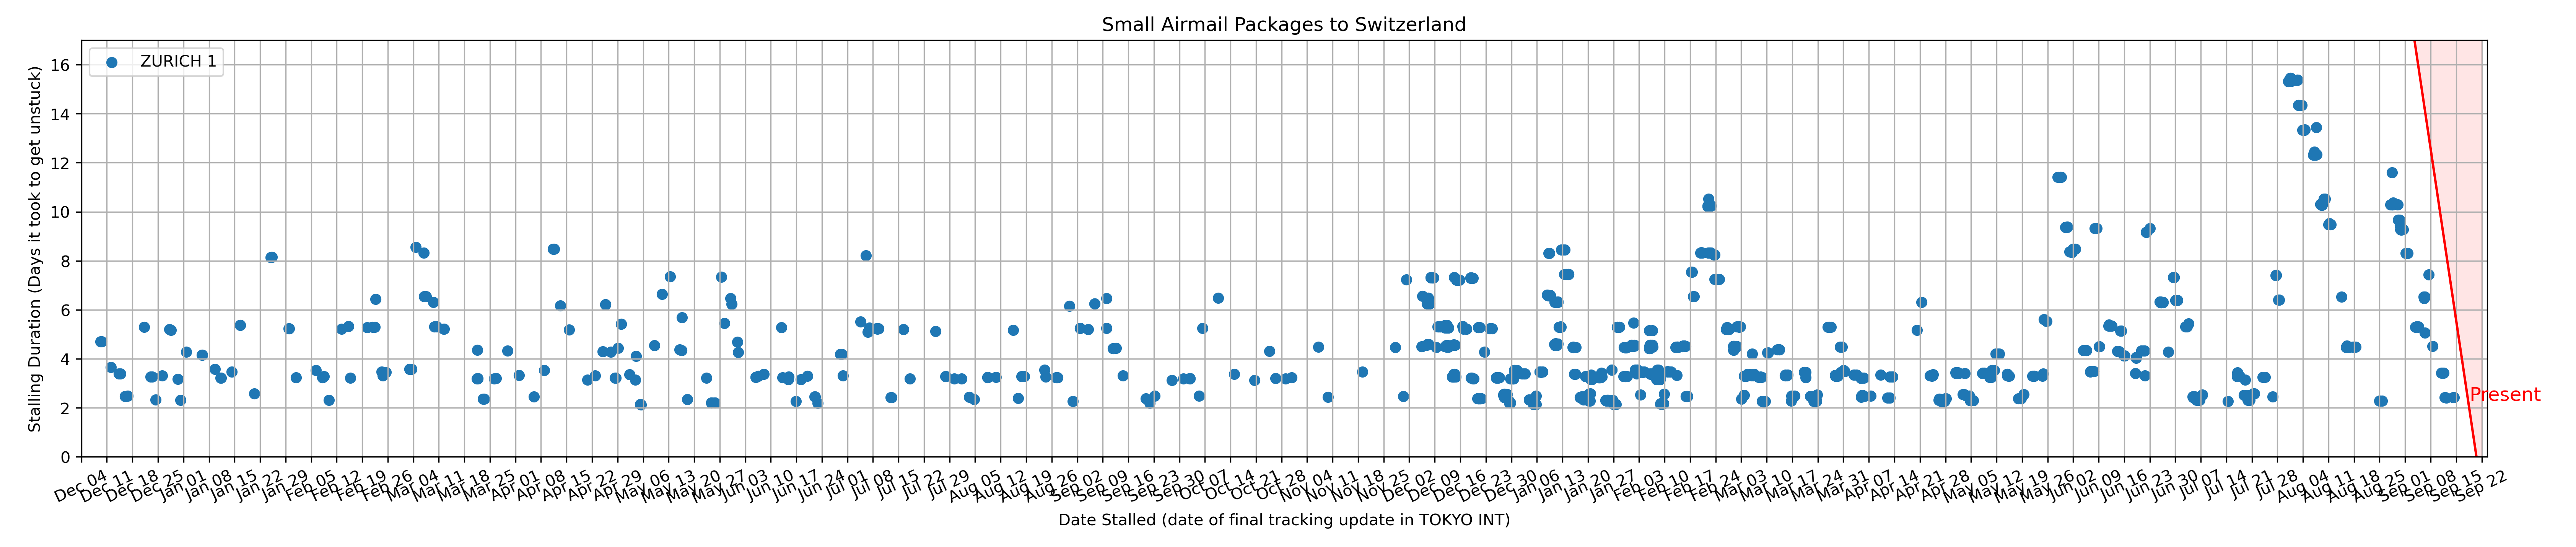 Small Airmail Packages to Switzerland
ZURICH 1
Stalling Duration (Days it took to get unstuck)
16
14
12
10
8
6
4
2
0
Present
Dec 04
Dec 11
Dec 18
Dec 25
Jan 01
Jan 08
Jan 15
Jan 22
Jan 29
Feb 05
Feb 12
Feb 19
Feb 26
Mar 04
Mar 11
Mar 18
Mar 25
Apr 01
Apr 08
Apr 15
Apr 22
Apr 29
May 06
May 13
May 20
May 27
Jun 03
Jun 10
Jun 17
Jun 24
Jul 01
Jul 08
Jul 15
Jul 22
Jul 29
Aug 05
Aug 12
Aug 19
Aug 26
Sep 02
Sep 09
Sep 16
Sep 23
Sep 30
Oct 07
Oct 14
Oct 21
Oct 28
Nov 04
Nov 11
Nov 18
Nov 25
Dec 02
Dec 09
Dec 16
Dec 23
Dec 30
Jan 06
Jan 13
Jan 20
Jan 27
Feb 03
Feb 10
Feb 17
Feb 24
Mar 03
Mar 10
Mar 17
Mar 24
Mar 31
Apr 07
Apr 14
Apr 21
Apr 28
May 05
May 12
May 19
May 26
Jun 02
Jun 09
Jun 16
Jun 23
Jun 30
Jul 07
Jul 14
Jul 21
Jul 28
Aug 04
Aug 11
Aug 18
Aug 25
Sep 01
Sep 08
Sep 15
Sep 22
Date Stalled (date of final tracking update in TOKYO INT)